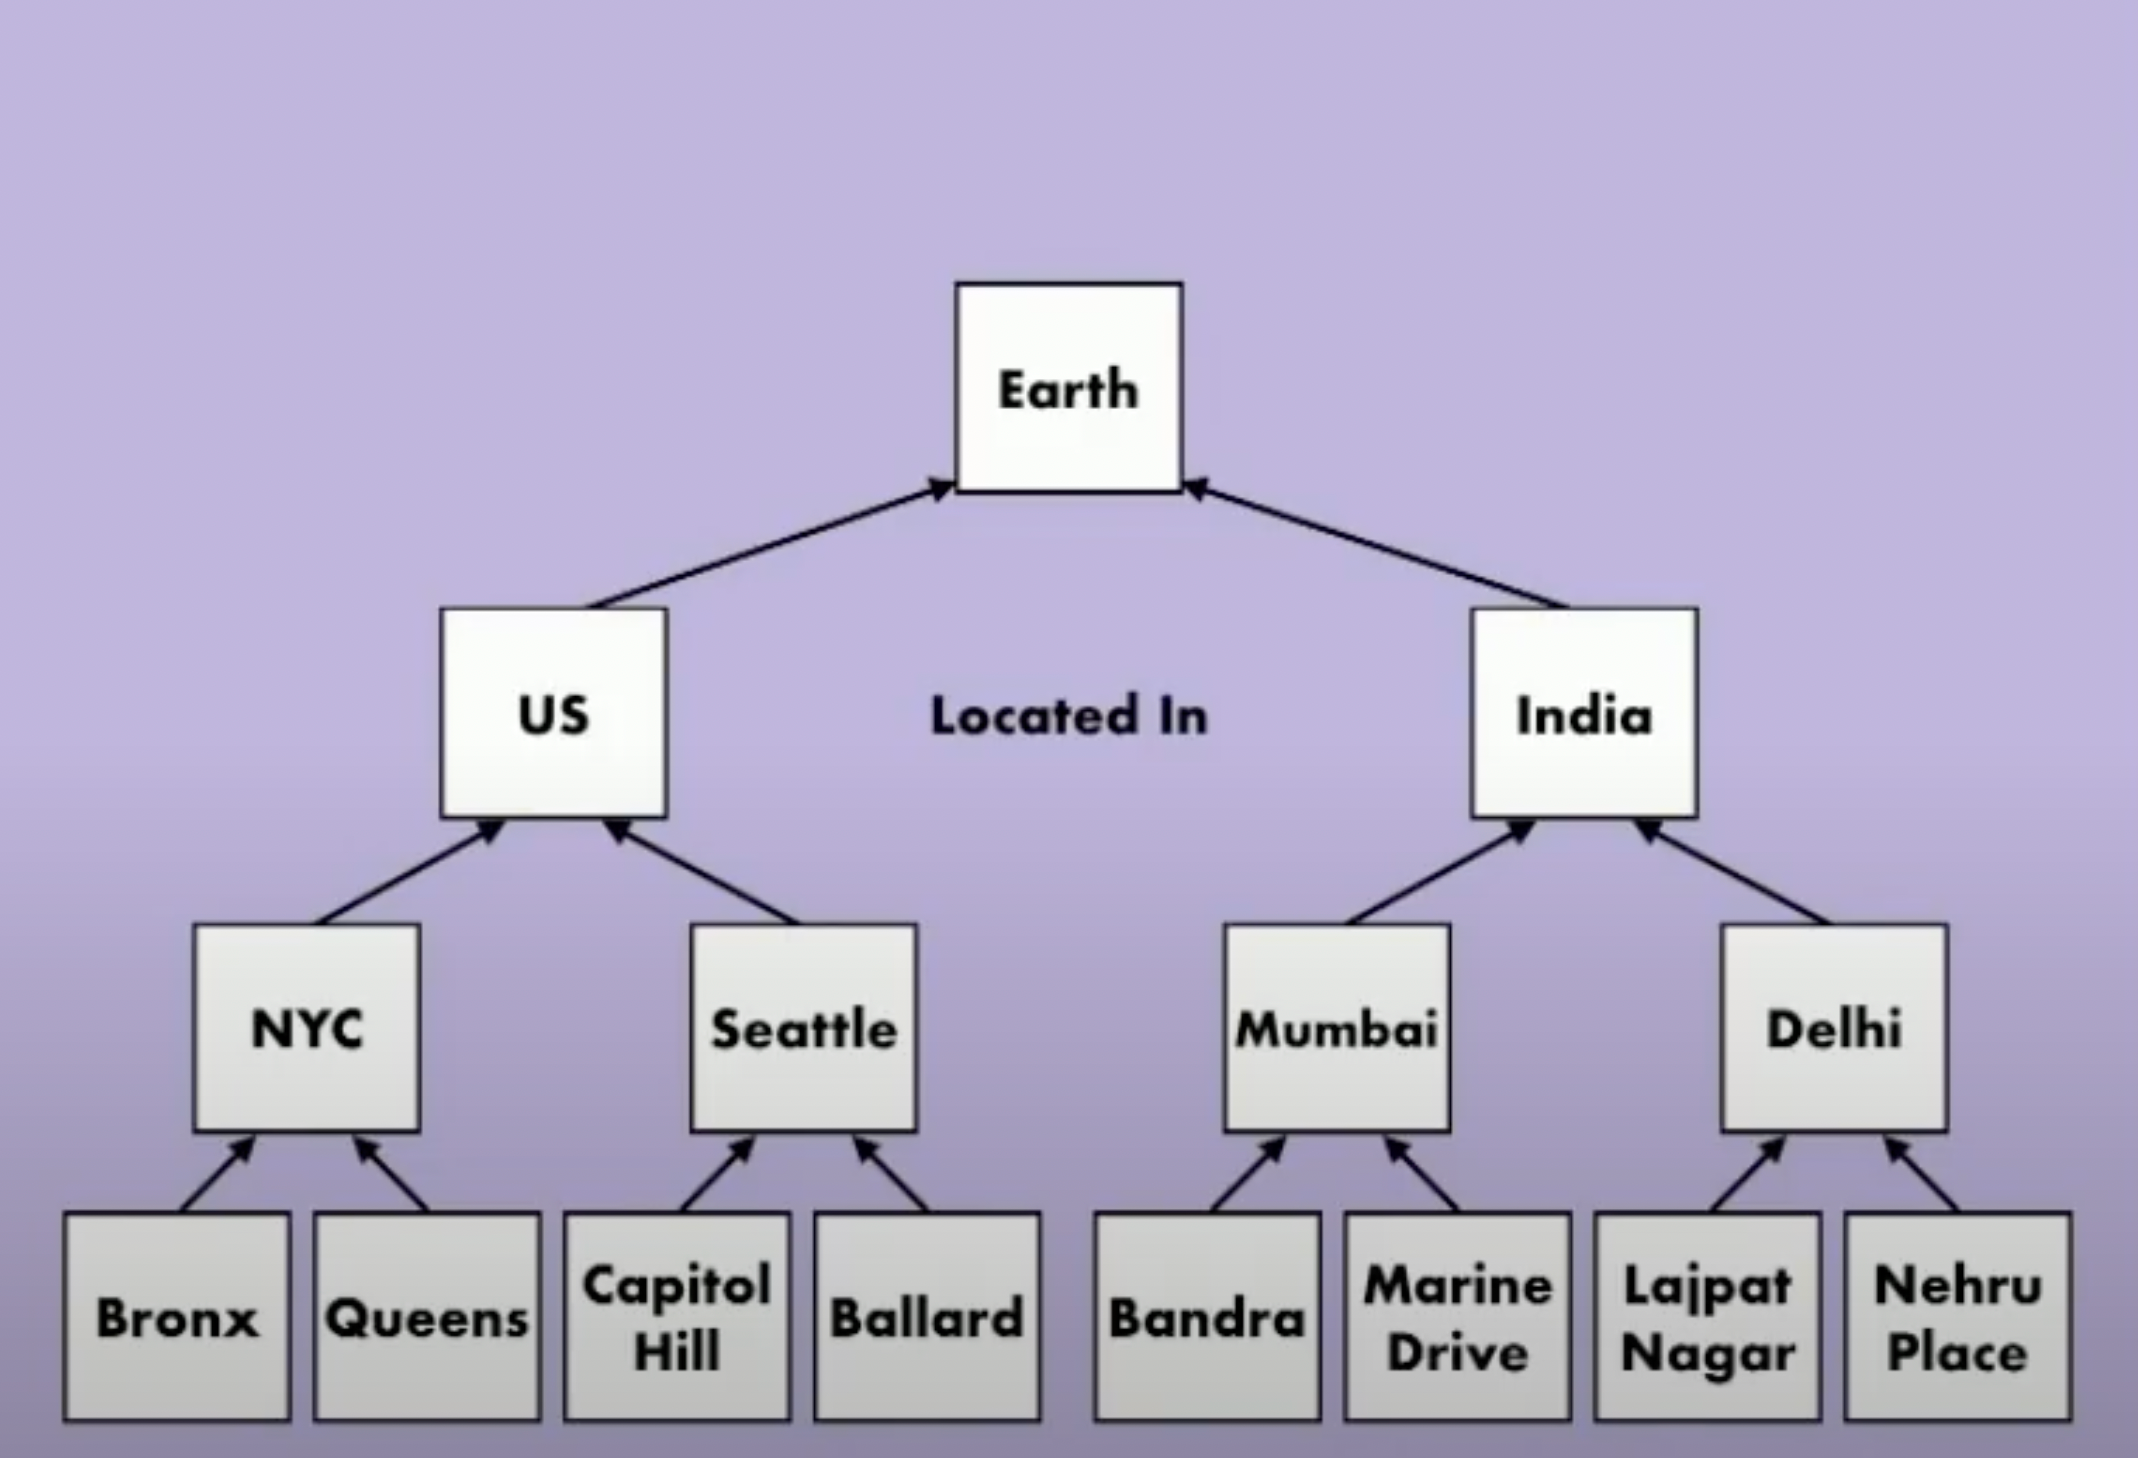 Earth
US
Located In
India
NYC
Seattle
Mumbai
Delhi
Bronx
Queens
Capitol
Hill
Ballard
Bandra
Marine
Drive
Lajpat
Nagar
Nehru
Place